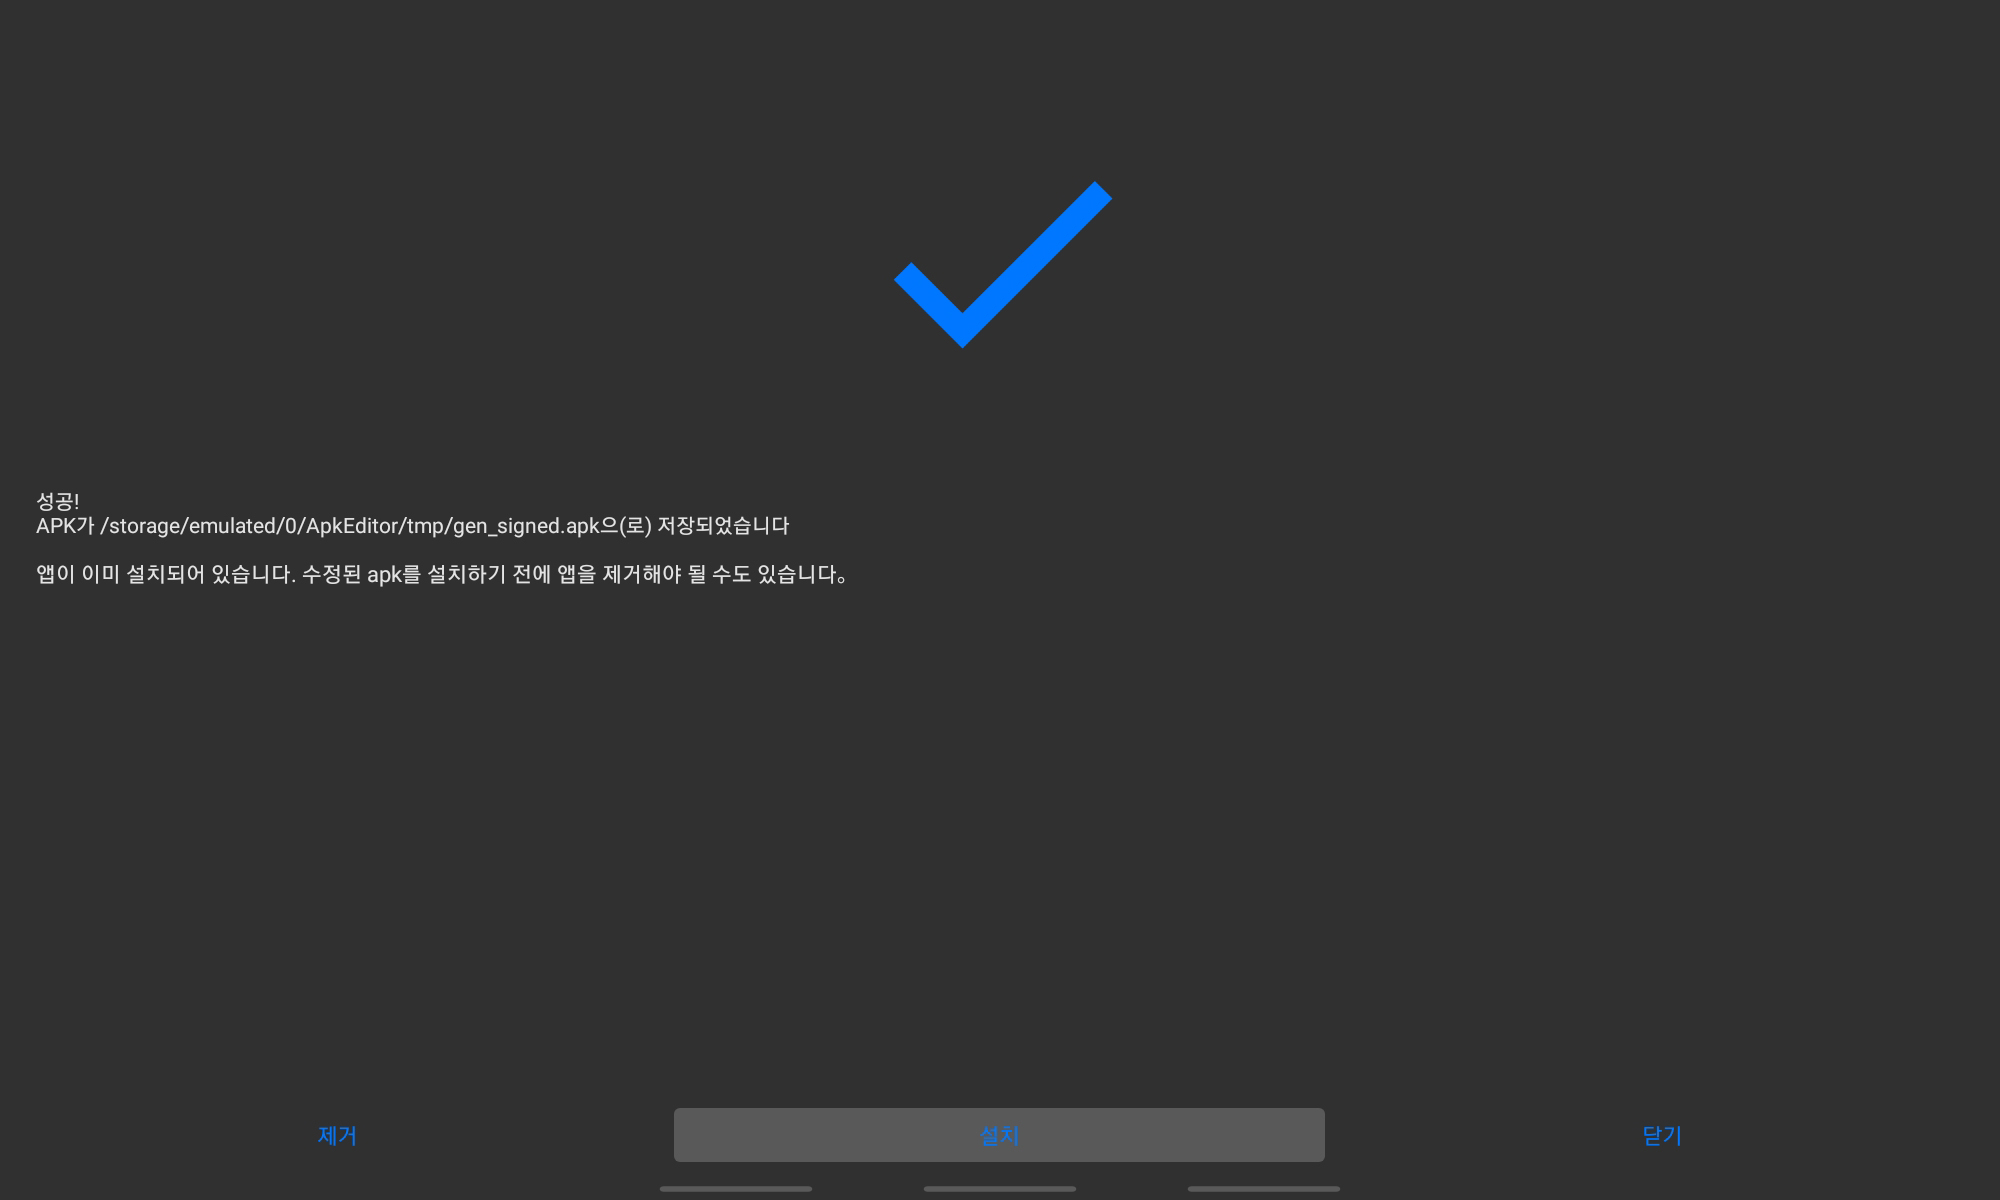 성공!
APK가 /storage/emulated/0/ApkEditor/tmp/gen_signed.apk으(로) 저장되었습니다
앱이 이미 설치되어 있습니다. 수정된 apk를 설치하기 전에 앱을 제거해야 될 수도 있습니다。
제거
설치
닫기